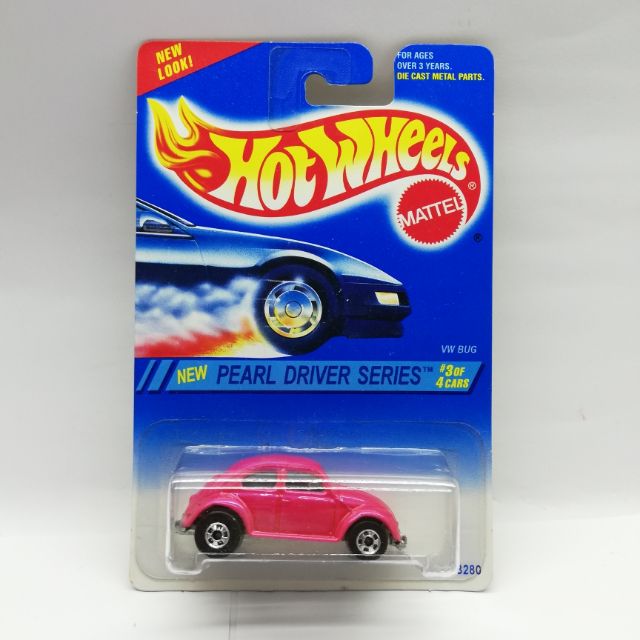 NEW
LOOK!
FOR AGES
OVER 3 YEARS.
DIE CAST METAL PARTS.
HOT WHEELS®
MATTEL
®
VW BUG
NEW PEARL DRIVER SERIES™ #3 OF
4 CARS
3280